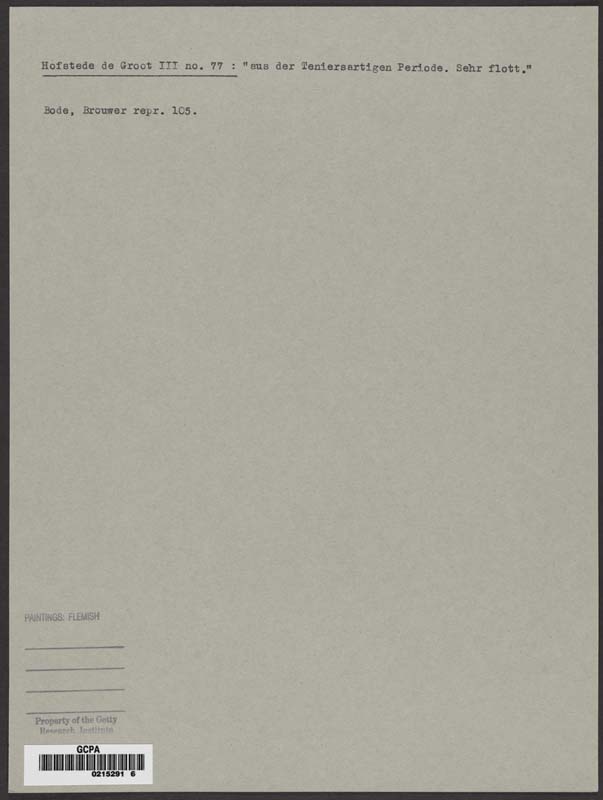 Hofstede de Groot III no. 77 : "aus der Teniersartigen Periode. Sehr flott."
Bode, Brouwer repr. 105.
PAINTINGS: FLEMISH
Property of the Getty
Research Institute
GCPA
0215291 6